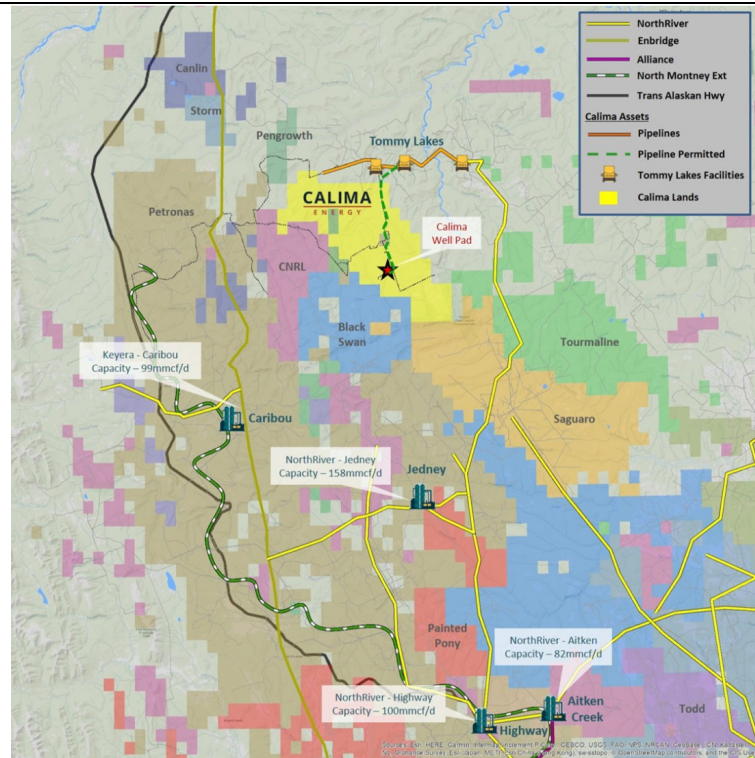 NorthRiver
Enbridge
Alliance
North Montney Ext
Trans Alaskan Hwy
Calima Assets
Pipelines
Pipeline Permitted
Tommy Lakes Facilities
Calima Lands
Canlin
Storm
Pengrowth
Tommy Lakes
Petronas
CALIMA
ENERGY
Calima
Well Pad
CNRL
Black
Swan
Tourmaline
Keyera - Caribou
Capacity – 99mmcf/d
Caribou
Saguaro
NorthRiver - Jedney
Capacity – 158mmcf/d
Jedney
Painted
Pony
NorthRiver - Aitken
Capacity – 82mmcf/d
NorthRiver - Highway
Capacity – 100mmcf/d
Aitken
Creek
Highway
Todd